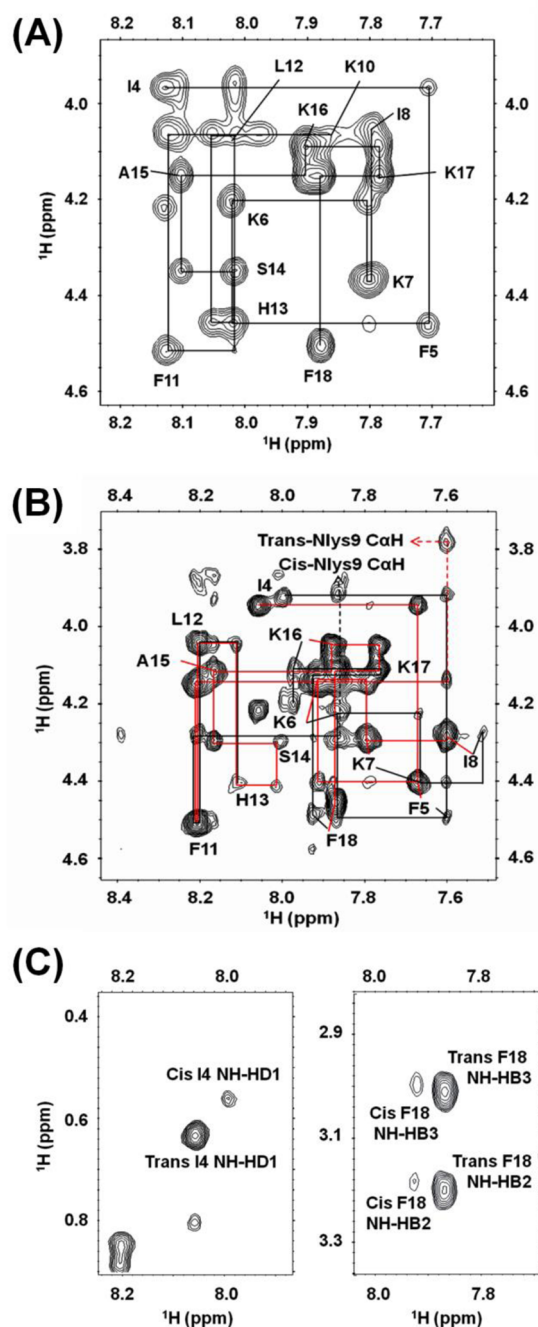 (A)
8.2 8.1 8.0 7.9 7.8 7.7
I4
L12
K10
K16
I8
4.0 4.0
A15
K17
4.2 4.2
K6
S14
K7
H13
4.4 4.4
F11
F18
F5
4.6 4.6
8.2 8.1 8.0 7.9 7.8 7.7
¹H (ppm)
¹H (ppm)
(B)
8.4 8.2 8.0 7.8 7.6
Trans-Nlys9 CαH
Cis-Nlys9 CαH
3.8 3.8
I4
L12
K16
4.0 4.0
A15
K17
K6
4.2 4.2
S14
K7
I8
4.4 4.4
H13
F5
F11
F18
4.6 4.6
8.4 8.2 8.0 7.8 7.6
¹H (ppm)
¹H (ppm)
(C)
8.2 8.0
0.4
Cis I4 NH-HD1
0.6
Trans I4 NH-HD1
0.8
8.2 8.0
¹H (ppm)
¹H (ppm)
8.0 7.8
2.9
Trans F18
NH-HB3
Cis F18
NH-HB3
3.1
Trans F18
NH-HB2
Cis F18
NH-HB2
3.3
8.0 7.8
¹H (ppm)
¹H (ppm)